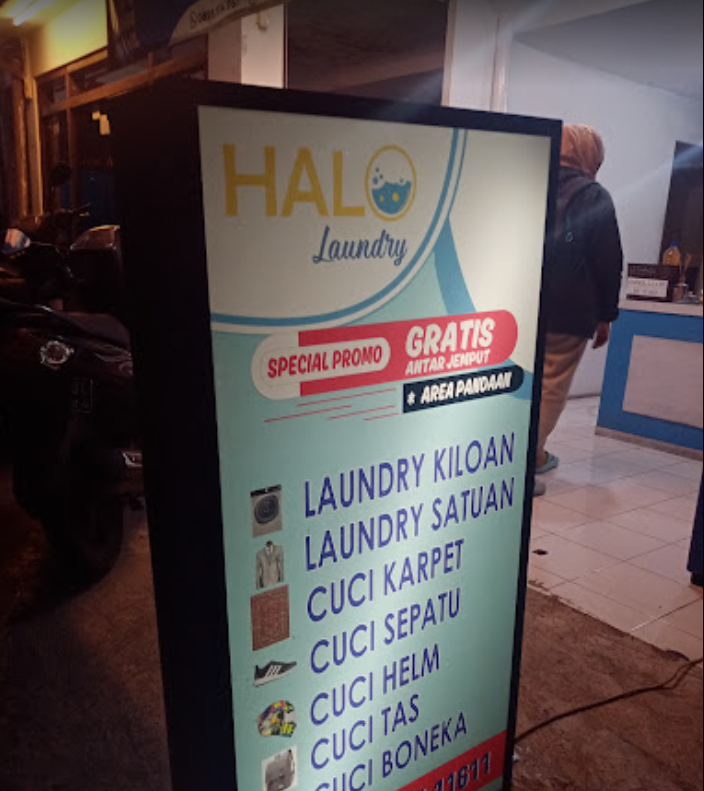 HALO
Laundry
SPECIAL PROMO
GRATIS
ANTAR JEMPUT
* AREA PANDAAN
LAUNDRY KILOAN
LAUNDRY SATUAN
CUCI KARPET
CUCI SEPATU
CUCI HELM
CUCI TAS
CUCI BONEKA